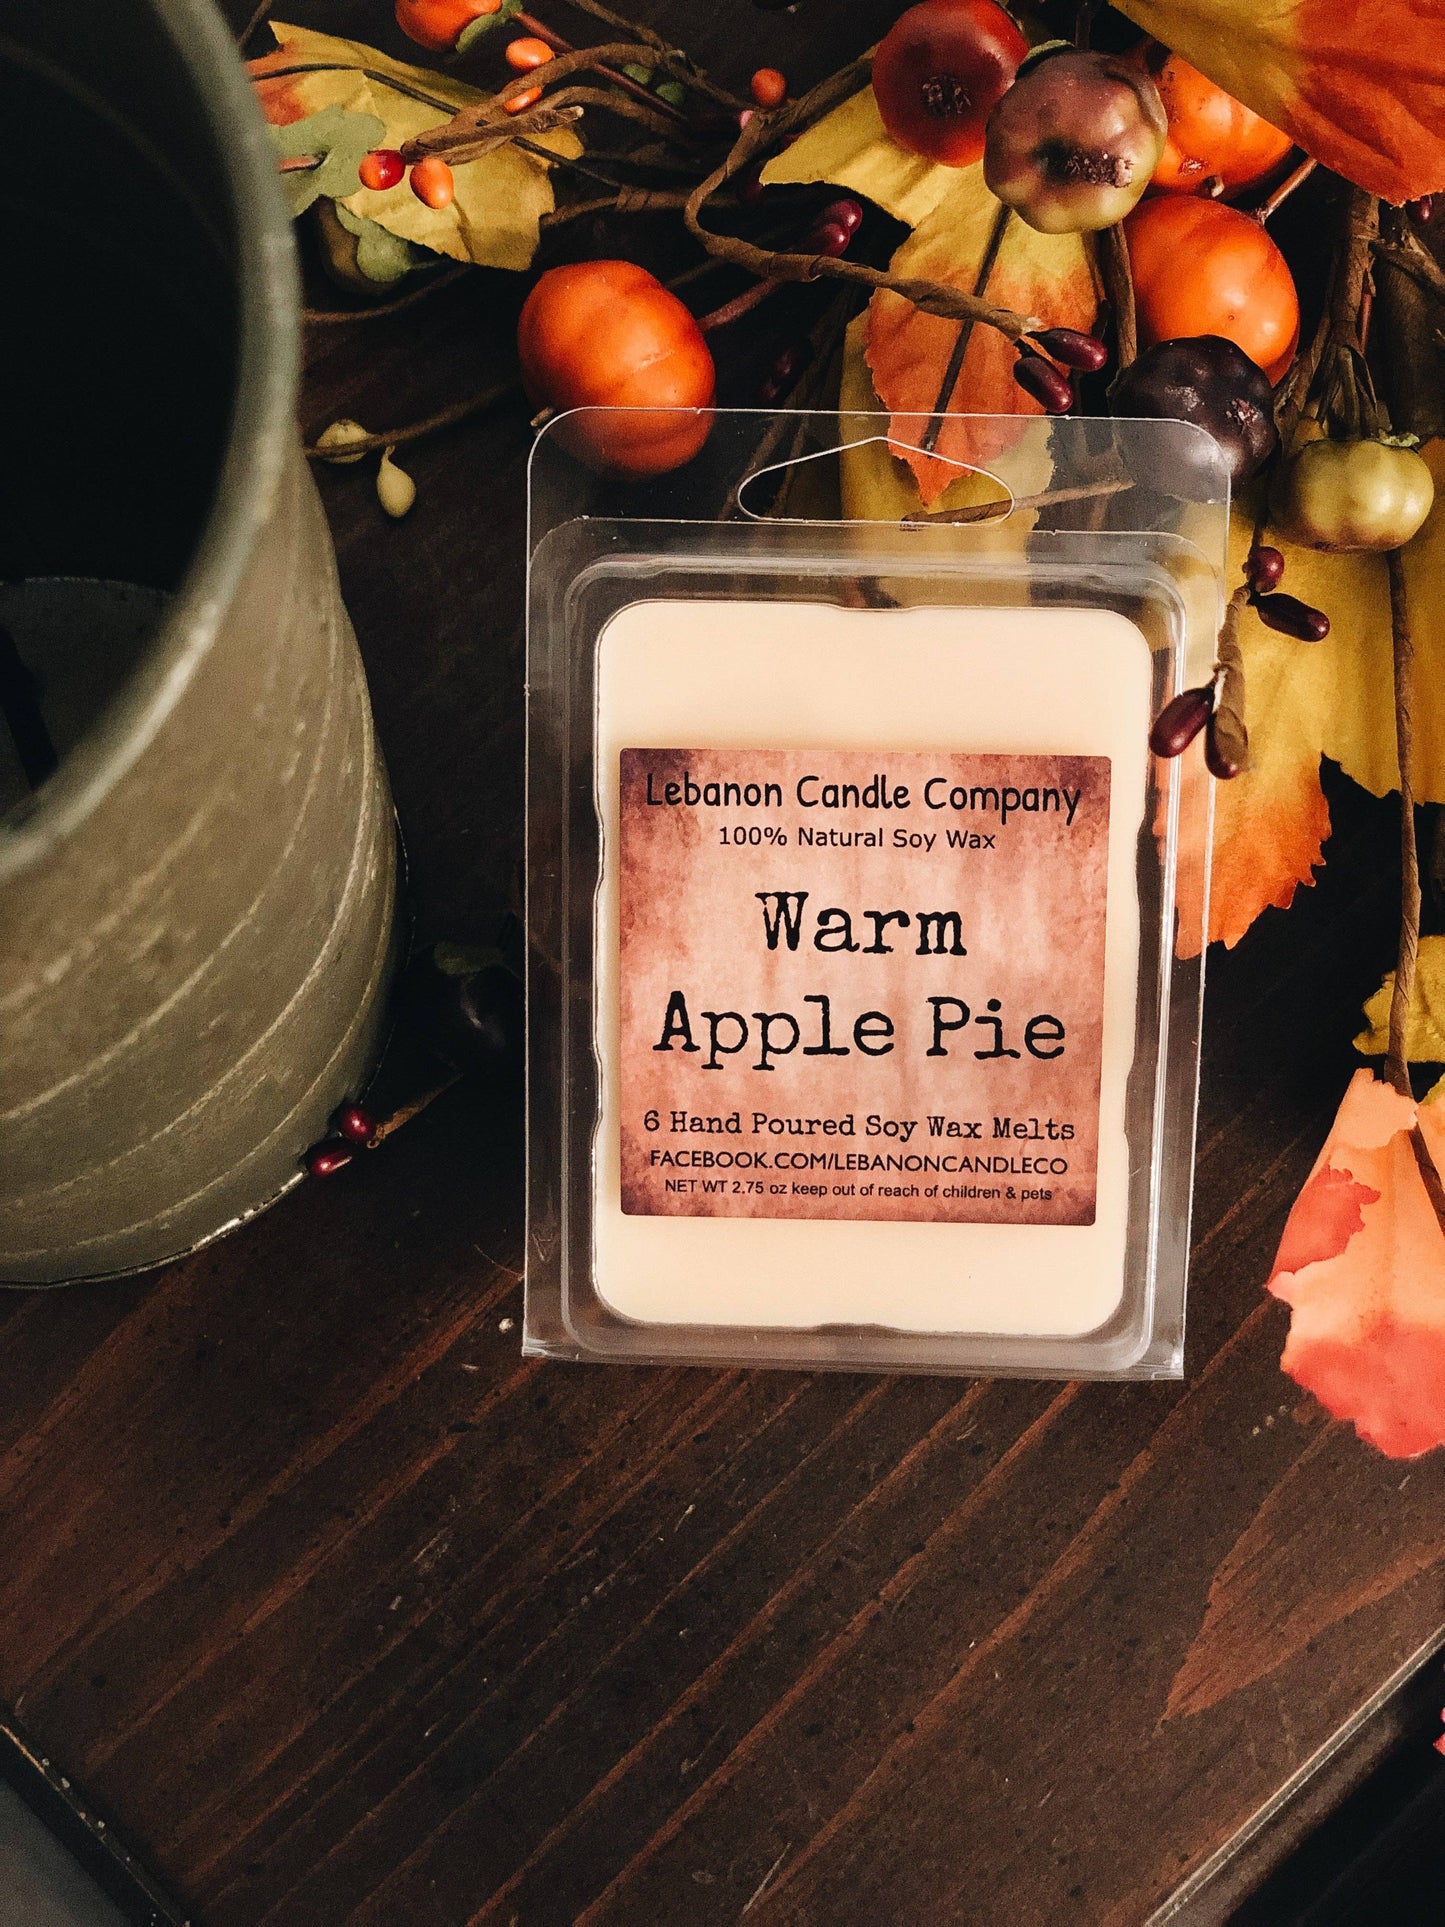 Lebanon Candle Company
100% Natural Soy Wax
Warm
Apple Pie
6 Hand Poured Soy Wax Melts
FACEBOOK.COM/LEBANONCANDLECO
NET WT 2.75 oz keep out of reach of children & pets